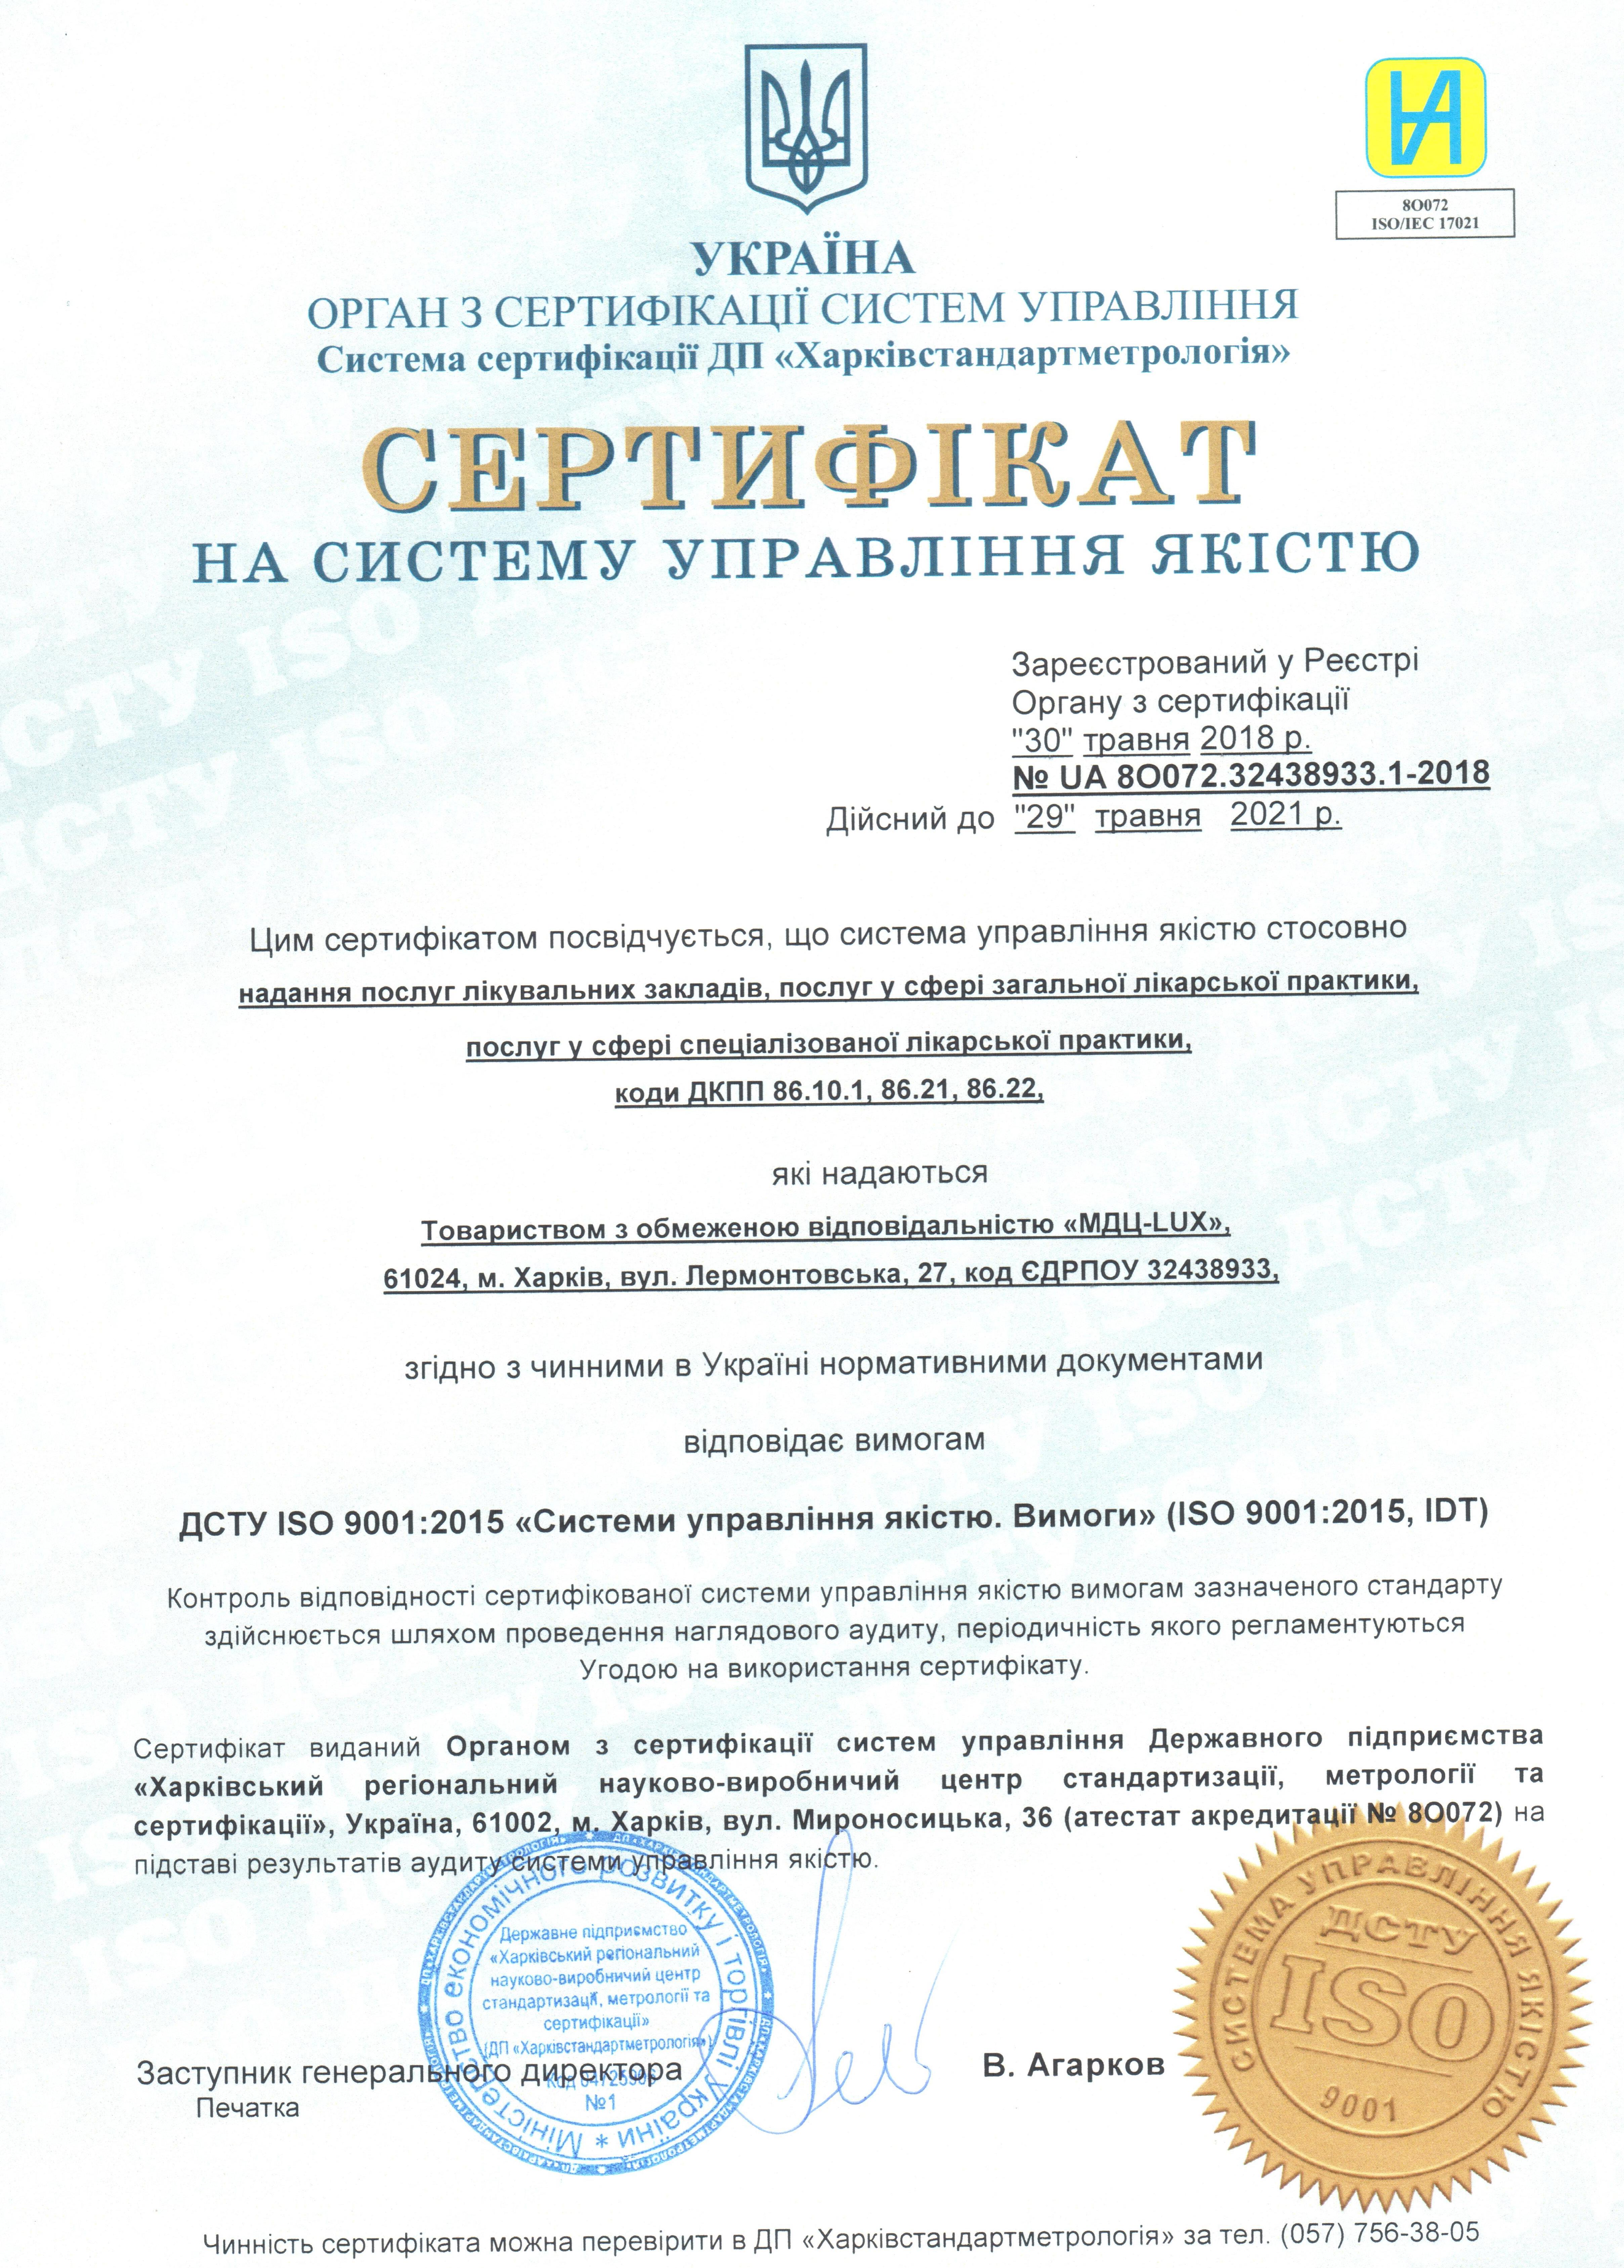 8О072
ISO/IEC 17021
УКРАЇНА
ОРГАН З СЕРТИФІКАЦІЇ СИСТЕМ УПРАВЛІННЯ
Система сертифікації ДП «Харківстандартметрологія»
СЕРТИФІКАТ
НА СИСТЕМУ УПРАВЛІННЯ ЯКІСТЮ
Зареєстрований у Реєстрі
Органу з сертифікації
"30" травня 2018 р.
№ UA 8О072.32438933.1-2018
Дійсний до "29" травня 2021 р.
Цим сертифікатом посвідчується, що система управління якістю стосовно
надання послуг лікувальних закладів, послуг у сфері загальної лікарської практики,
послуг у сфері спеціалізованої лікарської практики,
коди ДКПП 86.10.1, 86.21, 86.22,
які надаються
Товариством з обмеженою відповідальністю «МДЦ-LUX»,
61024, м. Харків, вул. Лермонтовська, 27, код ЄДРПОУ 32438933,
згідно з чинними в Україні нормативними документами
відповідає вимогам
ДСТУ ISO 9001:2015 «Системи управління якістю. Вимоги» (ISO 9001:2015, IDT)
Контроль відповідності сертифікованої системи управління якістю вимогам зазначеного стандарту
здійснюється шляхом проведення наглядового аудиту, періодичність якого регламентуються
Угодою на використання сертифікату.
Сертифікат виданий Органом з сертифікації систем управління Державного підприємства
«Харківський регіональний науково-виробничий центр стандартизації, метрології та
сертифікації», Україна, 61002, м. Харків, вул. Мироносицька, 36 (атестат акредитації № 8О072) на
підставі результатів аудиту системи управління якістю.
Міністерство економічного розвитку і торгівлі України *
Державне підприємство
«Харківський регіональний
науково-виробничий центр
стандартизації, метрології та
сертифікації»
(ДП «Харківстандартметрологія»)
Код
№1
Заступник генерального директора
Печатка
В. Агарков
СИСТЕМА УПРАВЛІННЯ ЯКІСТЮ
ДСТУ
ISO
9001
Чинність сертифіката можна перевірити в ДП «Харківстандартметрологія» за тел. (057) 756-38-05